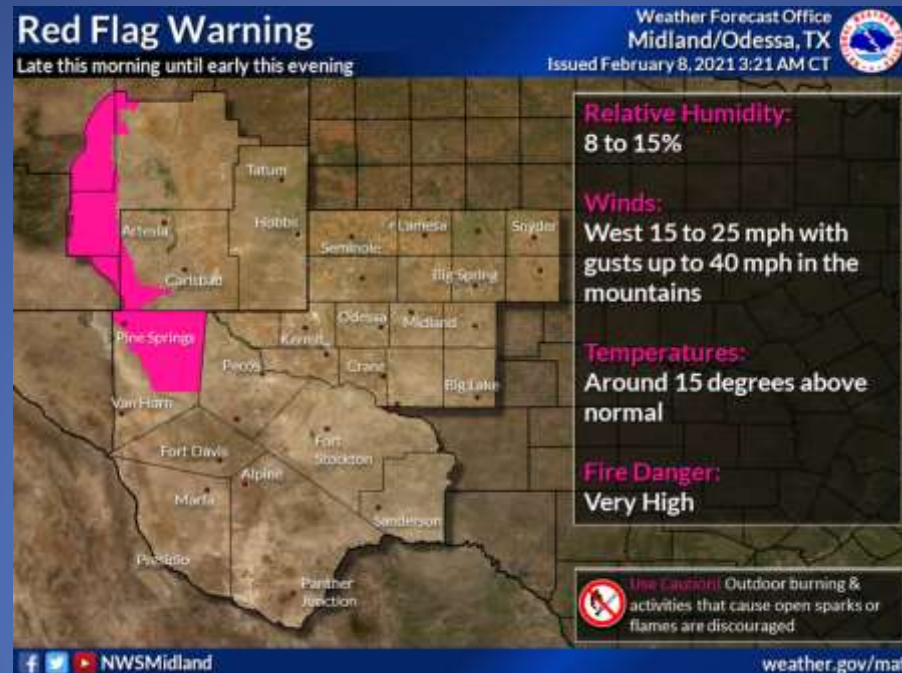 Red Flag Warning
Late this morning until early this evening
Weather Forecast Office
Midland/Odessa, TX
Issued February 8, 2021 3:21 AM CT
Relative Humidity:
8 to 15%
Winds:
West 15 to 25 mph with
gusts up to 40 mph in the
mountains
Temperatures:
Around 15 degrees above
normal
Fire Danger:
Very High
Use Caution! Outdoor burning &
activities that cause open sparks or
flames are discouraged
Tatum
Artesia
Hobbs
Seminole
Lamesa
Snyder
Carlsbad
Big Spring
Pine Springs
Kermit
Odessa
Midland
Pecos
Crane
Big Lake
Van Horn
Fort Davis
Fort
Stockton
Alpine
Marfa
Sanderson
Presidio
Panther
Junction
NWSMidland
weather.gov/maf